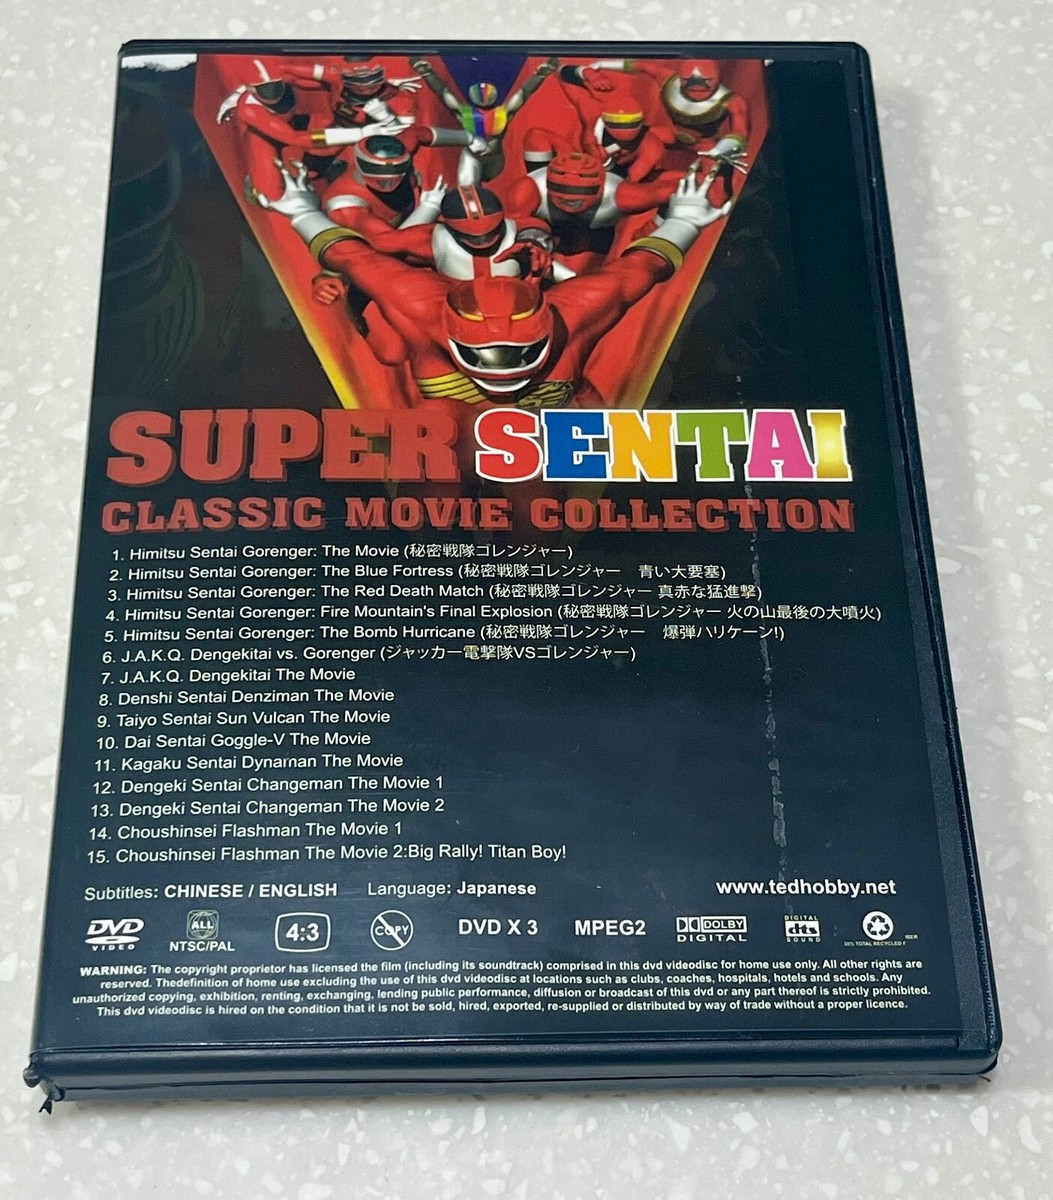 SUPER SENTAI
CLASSIC MOVIE COLLECTION
1. Himitsu Sentai Gorenger: The Movie (秘密戦隊ゴレンジャー)
2. Himitsu Sentai Gorenger: The Blue Fortress (秘密戦隊ゴレンジャー　青い大要塞)
3. Himitsu Sentai Gorenger: The Red Death Match (秘密戦隊ゴレンジャー 真赤な猛進撃)
4. Himitsu Sentai Gorenger: Fire Mountain's Final Explosion (秘密戦隊ゴレンジャー 火の山最後の大噴火)
5. Himitsu Sentai Gorenger: The Bomb Hurricane (秘密戦隊ゴレンジャー　爆弾ハリケーン!)
6. J.A.K.Q. Dengekitai vs. Gorenger (ジャッカー電撃隊VSゴレンジャー)
7. J.A.K.Q. Dengekitai The Movie
8. Denshi Sentai Denziman The Movie
9. Taiyo Sentai Sun Vulcan The Movie
10. Dai Sentai Goggle-V The Movie
11. Kagaku Sentai Dynaman The Movie
12. Dengeki Sentai Changeman The Movie 1
13. Dengeki Sentai Changeman The Movie 2
14. Choushinsei Flashman The Movie 1
15. Choushinsei Flashman The Movie 2:Big Rally! Titan Boy!
Subtitles: CHINESE / ENGLISH Language: Japanese www.tedhobby.net
DVD VIDEO ALL NTSC/PAL 4:3 COPY DVD X 3 MPEG2 DOLBY DIGITAL DIGITAL dts SOUND
WARNING: The copyright proprietor has licensed the film (including its soundtrack) comprised in this dvd videodisc for home use only. All other rights are
reserved. Thedefinition of home use excluding the use of this dvd videodisc at locations such as clubs, coaches, hospitals, hotels and schools. Any
unauthorized copying, exhibition, renting, exchanging, lending public performance, diffusion or broadcast of this dvd or any part thereof is strictly prohibited.
This dvd videodisc is hired on the condition that it is not be sold, hired, exported, re-supplied or distributed by way of trade without a proper licence.